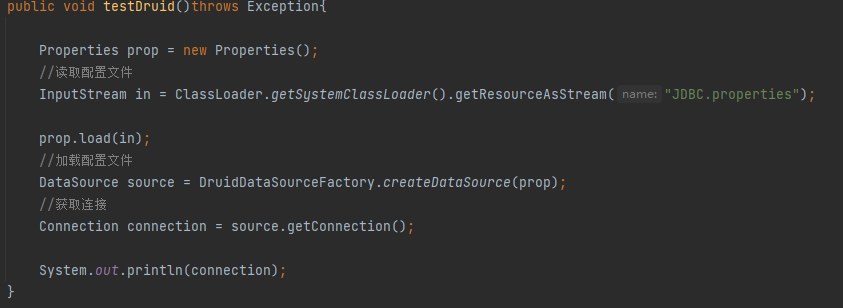 public void testDruid()throws Exception{
Properties prop = new Properties();
//读取配置文件
InputStream in = ClassLoader.getSystemClassLoader().getResourceAsStream( name: "JDBC.properties");
prop.load(in);
//加载配置文件
DataSource source = DruidDataSourceFactory.createDataSource(prop);
//获取连接
Connection connection = source.getConnection();
System.out.println(connection);
}